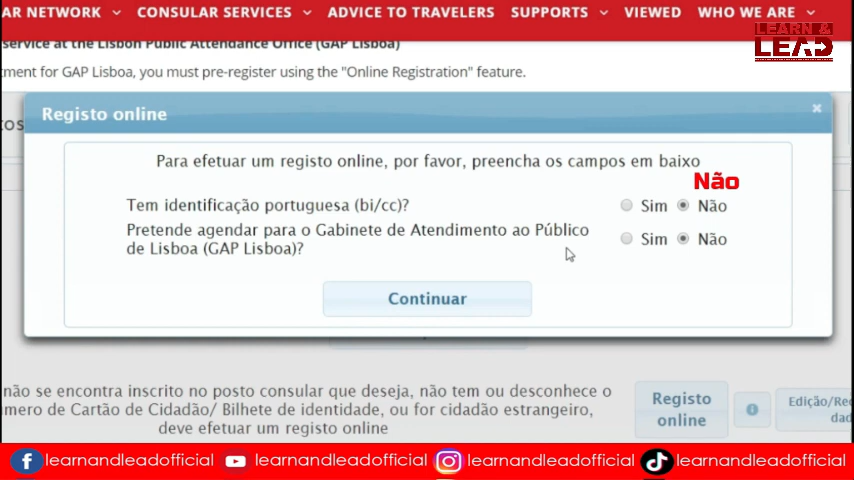 AR NETWORK CONSULAR SERVICES ADVICE TO TRAVELERS SUPPORTS VIEWED WHO WE ARE
LEARN &
LEAD
service at the Lisbon Public Attendance Office (GAP Lisboa)
tment for GAP Lisboa, you must pre-register using the "Online Registration" feature.
Registo online
Para efetuar um registo online, por favor, preencha os campos em baixo
Não
Tem identificação portuguesa (bi/cc)? Sim Não
Pretende agendar para o Gabinete de Atendimento ao Público
de Lisboa (GAP Lisboa)? Sim Não
Continuar
não se encontra inscrito no posto consular que deseja, não tem ou desconhece o
úmero de Cartão de Cidadão/ Bilhete de identidade, ou for cidadão estrangeiro,
deve efetuar um registo online
Registo
online
Edição/Rec
dad
learnandleadofficial learnandleadofficial learnandleadofficial learnandleadofficial